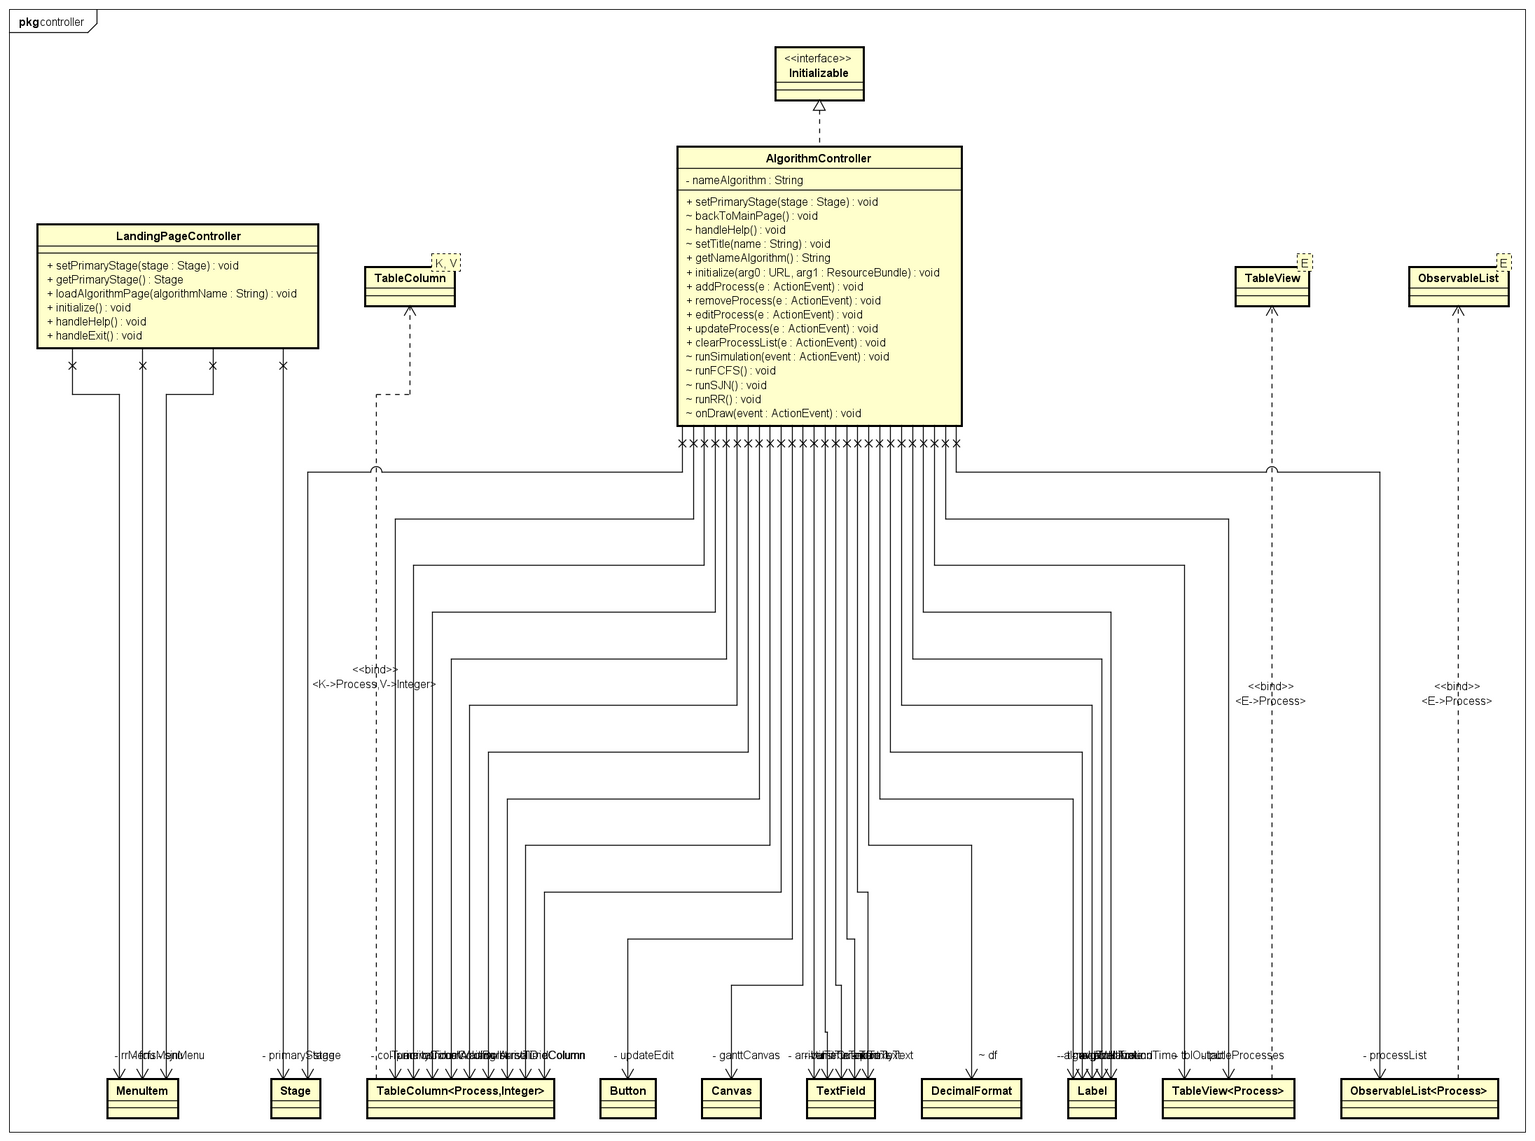 pkg controller
<<interface>>
Initializable
AlgorithmController
- nameAlgorithm : String
+ setPrimaryStage(stage : Stage) : void
~ backToMainPage() : void
~ handleHelp() : void
~ setTitle(name : String) : void
+ getNameAlgorithm() : String
+ initialize(arg0 : URL, arg1 : ResourceBundle) : void
+ addProcess(e : ActionEvent) : void
+ removeProcess(e : ActionEvent) : void
+ editProcess(e : ActionEvent) : void
+ updateProcess(e : ActionEvent) : void
+ clearProcessList(e : ActionEvent) : void
~ runSimulation(event : ActionEvent) : void
~ runFCFS() : void
~ runSJN() : void
~ runRR() : void
~ onDraw(event : ActionEvent) : void
LandingPageController
+ setPrimaryStage(stage : Stage) : void
+ getPrimaryStage() : Stage
+ loadAlgorithmPage(algorithmName : String) : void
+ initialize() : void
+ handleHelp() : void
+ handleExit() : void
K, V
TableColumn
E
TableView
E
ObservableList
<<bind>>
<K->Process,V->Integer>
<<bind>>
<E->Process>
<<bind>>
<E->Process>
- primaryStage
- updateEdit
- ganttCanvas
~ df
- processList
MenuItem
Stage
TableColumn<Process,Integer>
Button
Canvas
TextField
DecimalFormat
Label
TableView<Process>
ObservableList<Process>